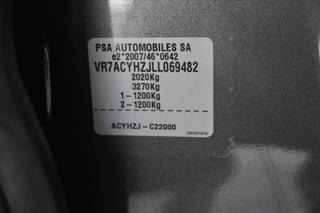 PSA AUTOMOBILES SA
e2*2007/46*0642
VR7ACYHZJLL069482
2020Kg
3270Kg
1-1200Kg
2-1200Kg
ACYHZJ-C22000